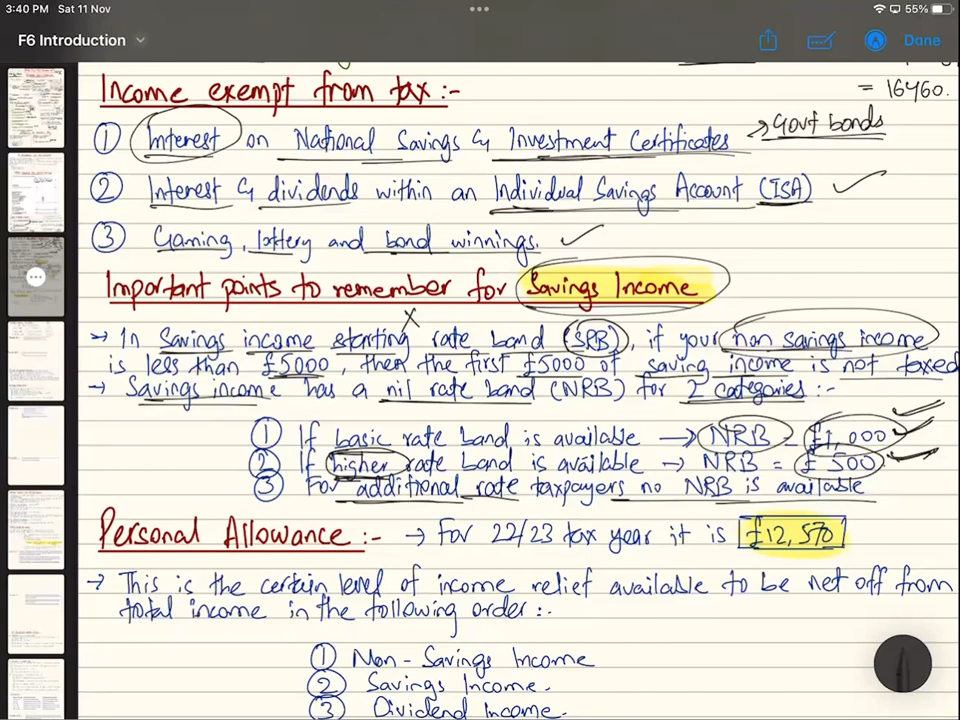 3:40 PM Sat 11 Nov
55%
F6 Introduction
Done
= 16460.
Income exempt from tax :-
① Interest on National Savings & Investment Certificates → Govt bonds
② Interest & dividends within an Individual Savings Account (ISA)
③ Gaming, lottery and bond winnings.
Important points to remember for Savings Income
→ In Savings income starting rate band (SRB), if your non savings income
is less than £5000, then the first £5000 of saving income is not taxed
→ Savings income has a nil rate band (NRB) for 2 categories :-
① If basic rate band is available → NRB = £1,000
② If higher rate band is available → NRB = £500
③ For additional rate taxpayers no NRB is available
Personal Allowance :- → For 22/23 tax year it is £12,570
→ This is the certain level of income relief available to be net off from
total income in the following order :-
① Non-Savings Income
② Savings Income.
③ Dividend Income.